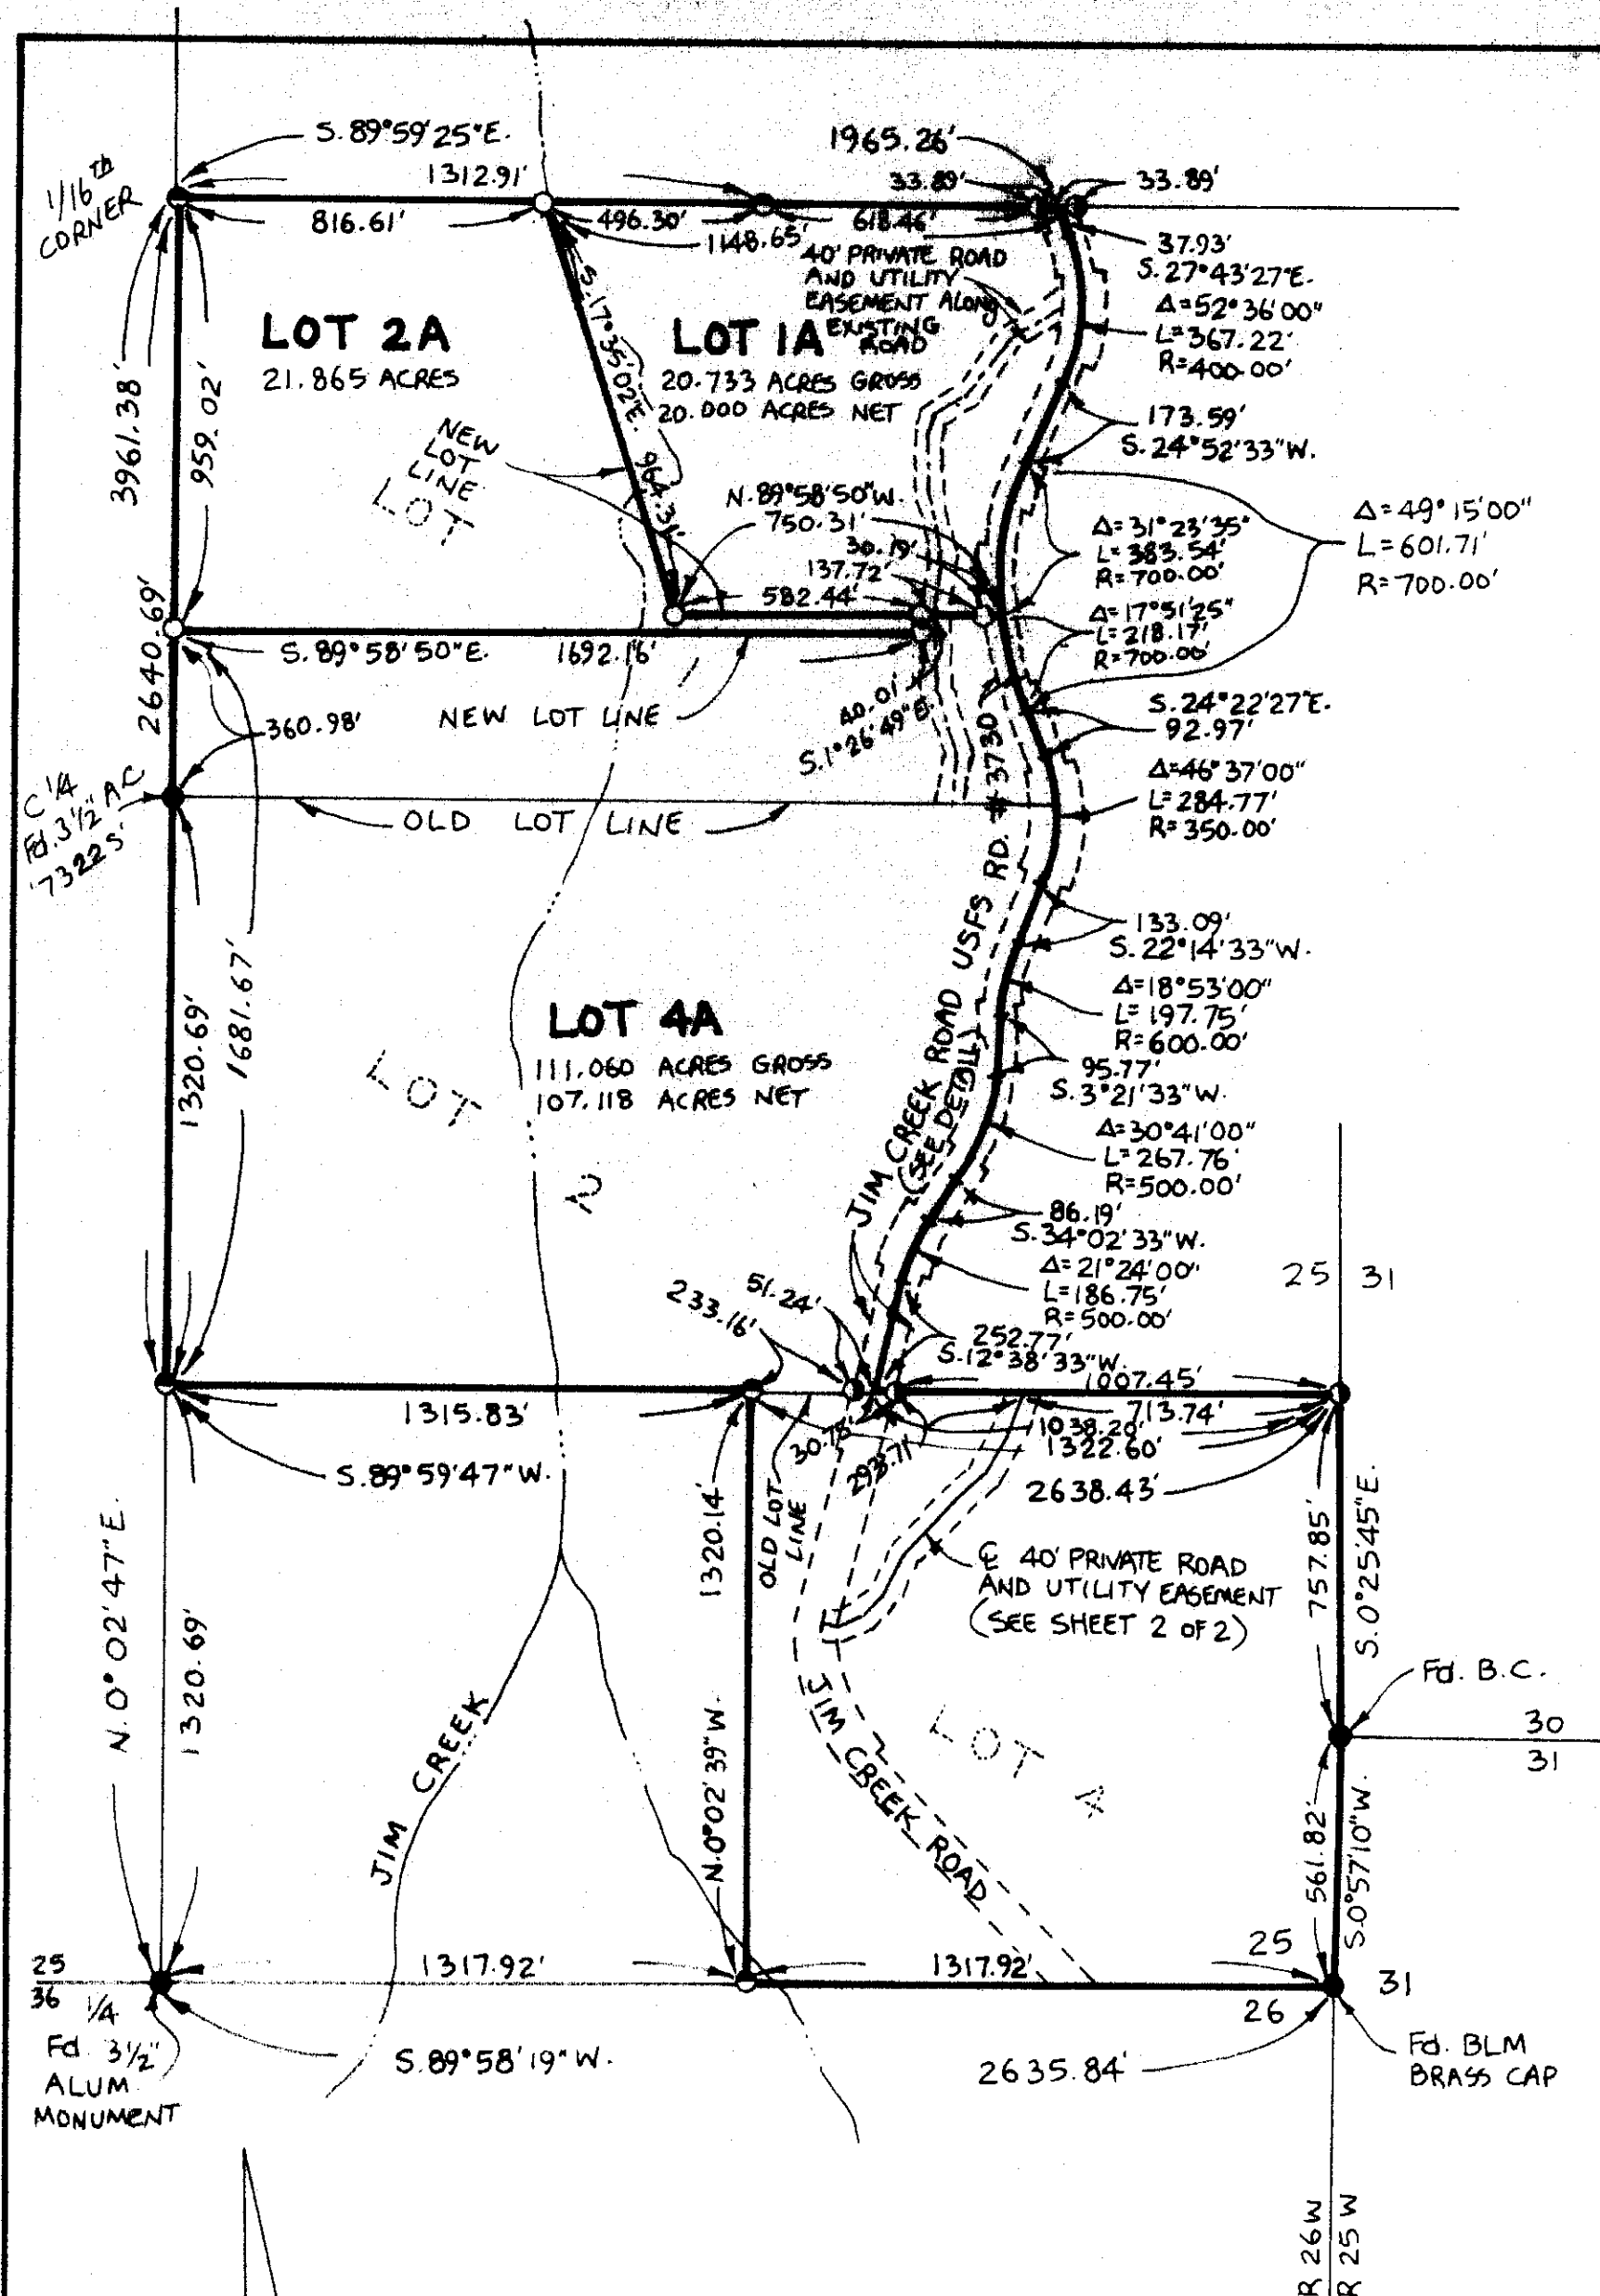 S. 89°59'25"E.
1965.26'
1/16th
CORNER
1312.91'
33.89'
33.89'
816.61'
496.30'
618.46'
1148.65'
37.93'
S. 27°43'27"E.
40' PRIVATE ROAD
AND UTILITY
EASEMENT ALONG
EXISTING
ROAD
Δ=52°36'00"
L=367.22'
R=400.00'
LOT 2A
21.865 ACRES
S. 17°35'02"E. 964.31'
LOT 1A
20.733 ACRES GROSS
20.000 ACRES NET
3961.38'
959.02'
173.59'
S. 24°52'33"W.
NEW
LOT
LINE
LOT
N. 89°58'50"W.
750.31'
30.19'
137.72'
582.44'
Δ=31°23'35"
L=383.54'
R=700.00'
Δ=49°15'00"
L=601.71'
R=700.00'
Δ=17°51'25"
L=218.17'
R=700.00'
2640.69'
S. 89°58'50"E.
1692.16'
360.98'
NEW LOT LINE
40.01'
S. 1°26'49"E.
S. 24°22'27"E.
92.97'
C 1/4
Fd. 3 1/2" AC
'7322S'
OLD LOT LINE
Δ=46°37'00"
L=284.77'
R=350.00'
JIM CREEK ROAD USFS RD. #3730
(SEE DETAIL)
133.09'
S. 22°14'33"W.
1320.69'
1681.67'
LOT 4A
111.060 ACRES GROSS
107.118 ACRES NET
LOT
2
Δ=18°53'00"
L=197.75'
R=600.00'
95.77'
S. 3°21'33"W.
Δ=30°41'00"
L=267.76'
R=500.00'
86.19'
S. 34°02'33"W.
Δ=21°24'00"
L=186.75'
R=500.00'
25 31
233.16'
51.24'
252.77'
S. 12°38'33"W.
1007.45'
1315.83'
713.74'
30.75'
1038.20'
293.71'
1322.60'
S. 89°59'47"W.
2638.43'
1320.14'
OLD LOT
LINE
℄ 40' PRIVATE ROAD
AND UTILITY EASEMENT
(SEE SHEET 2 OF 2)
757.85'
S. 0°25'45"E.
N. 0°02'47"E.
1320.69'
Fd. B.C.
30
31
JIM CREEK
N. 0°02'39"W.
JIM CREEK ROAD
LOT 4
561.82'
S. 0°57'10"W.
25
36
1/4
Fd. 3 1/2"
ALUM
MONUMENT
1317.92'
1317.92'
25
31
26
S. 89°58'19"W.
2635.84'
Fd. BLM
BRASS CAP
R 26W
R 25W